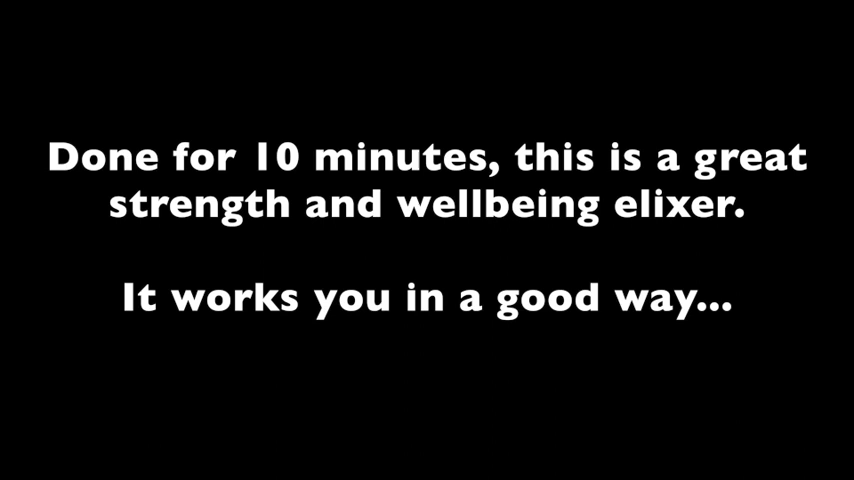 Done for 10 minutes, this is a great
strength and wellbeing elixer.
It works you in a good way...